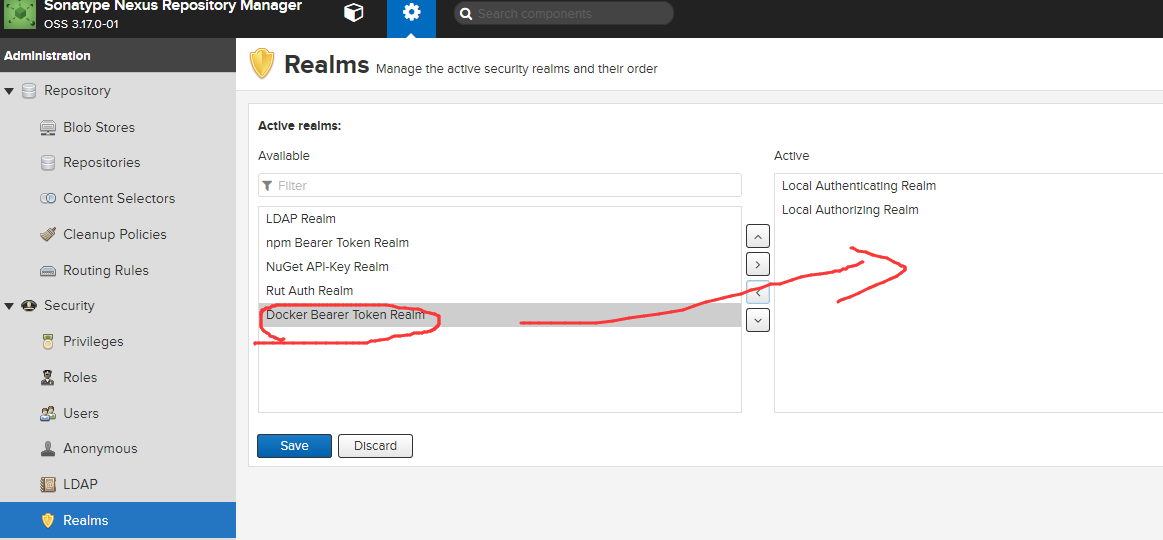 Sonatype Nexus Repository Manager
OSS 3.17.0-01
Search components
Administration
Repository
Blob Stores
Repositories
Content Selectors
Cleanup Policies
Routing Rules
Security
Privileges
Roles
Users
Anonymous
LDAP
Realms
Realms Manage the active security realms and their order
Active realms:
Available
Filter
LDAP Realm
npm Bearer Token Realm
NuGet API-Key Realm
Rut Auth Realm
Docker Bearer Token Realm
Active
Local Authenticating Realm
Local Authorizing Realm
Save Discard